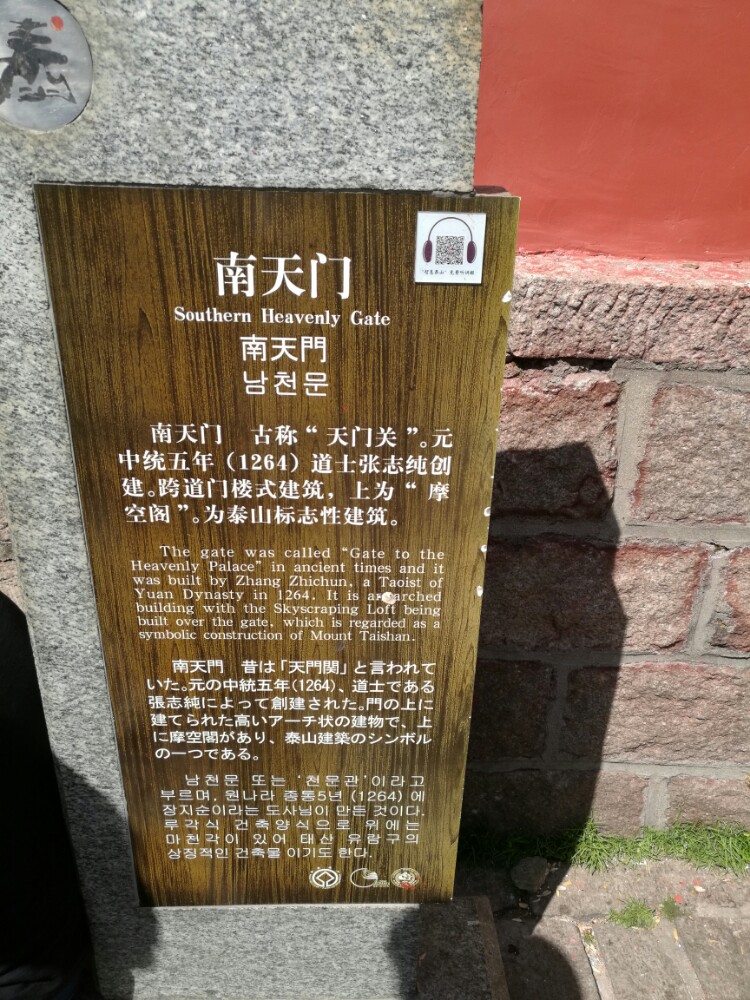 泰山
南天门
Southern Heavenly Gate
南天門
남천문
南天门 古称“天门关”。元
中统五年（1264）道士张志纯创
建。跨道门楼式建筑，上为“摩
空阁”。为泰山标志性建筑。
The gate was called “Gate to the
Heavenly Palace” in ancient times and it
was built by Zhang Zhichun, a Taoist of
Yuan Dynasty in 1264. It is an arched
building with the Skyscraping Loft being
built over the gate, which is regarded as a
symbolic construction of Mount Taishan.
南天門 昔は「天門関」と言われて
いた。元の中統五年(1264)、道士である
張志純によって創建された。門の上に
建てられた高いアーチ状の建物で、上
に摩空閣があり、泰山建築のシンボル
の一つである。
남천문 또는 ‘천문관’이라고
부르며, 원나라 종통5년 (1264) 에
장지순이라는 도사님이 만든 것이다.
루각식 건축양식으로 위에는
마천각이 있어 태산 유람구의
상징적인 건축물 이기도 한다.